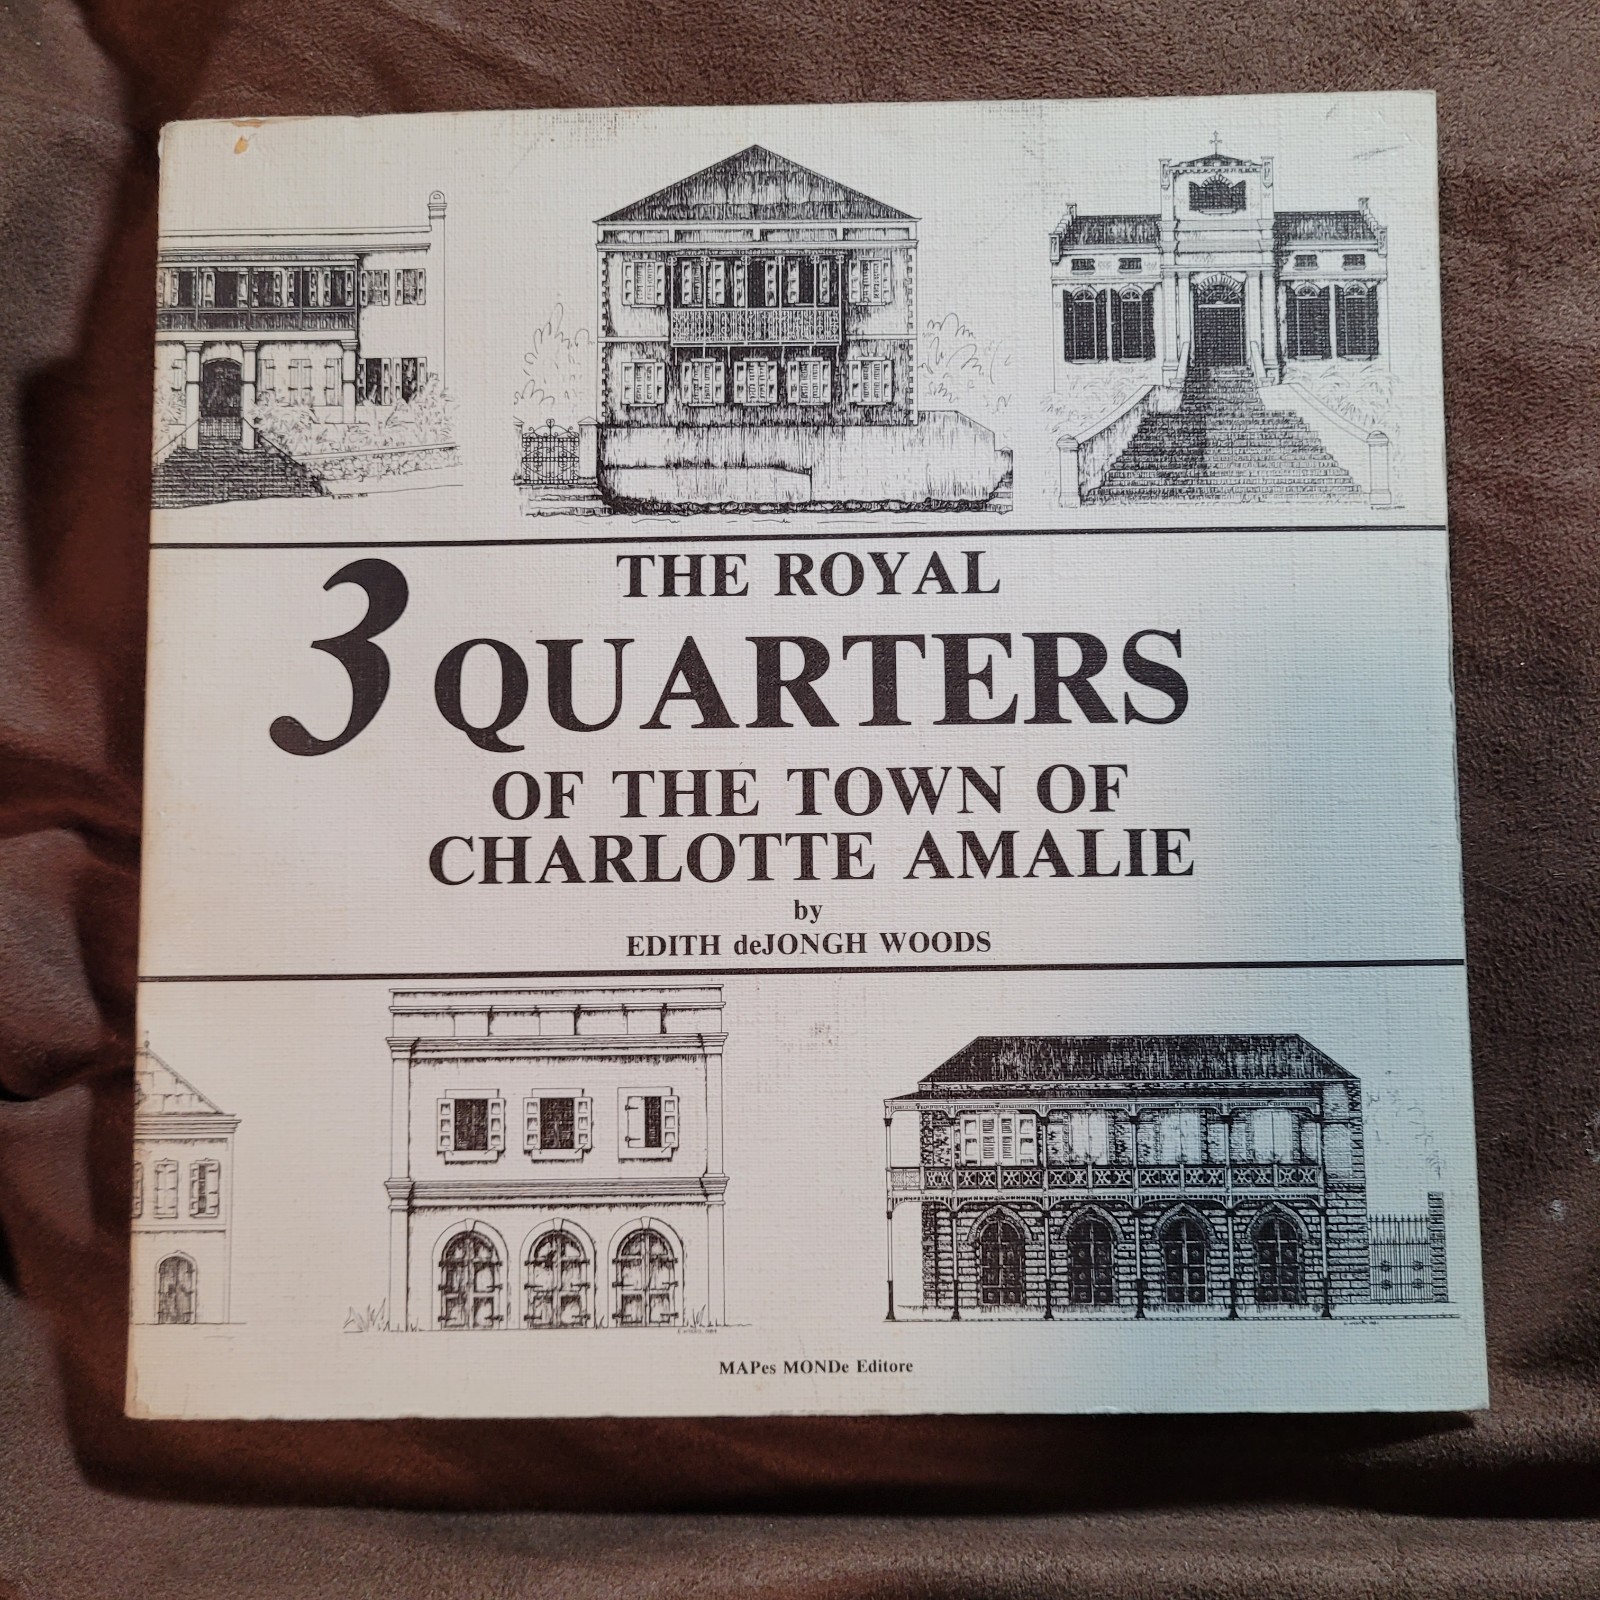 THE ROYAL
3 QUARTERS
OF THE TOWN OF
CHARLOTTE AMALIE
by
EDITH deJONGH WOODS
MAPes MONDe Editore